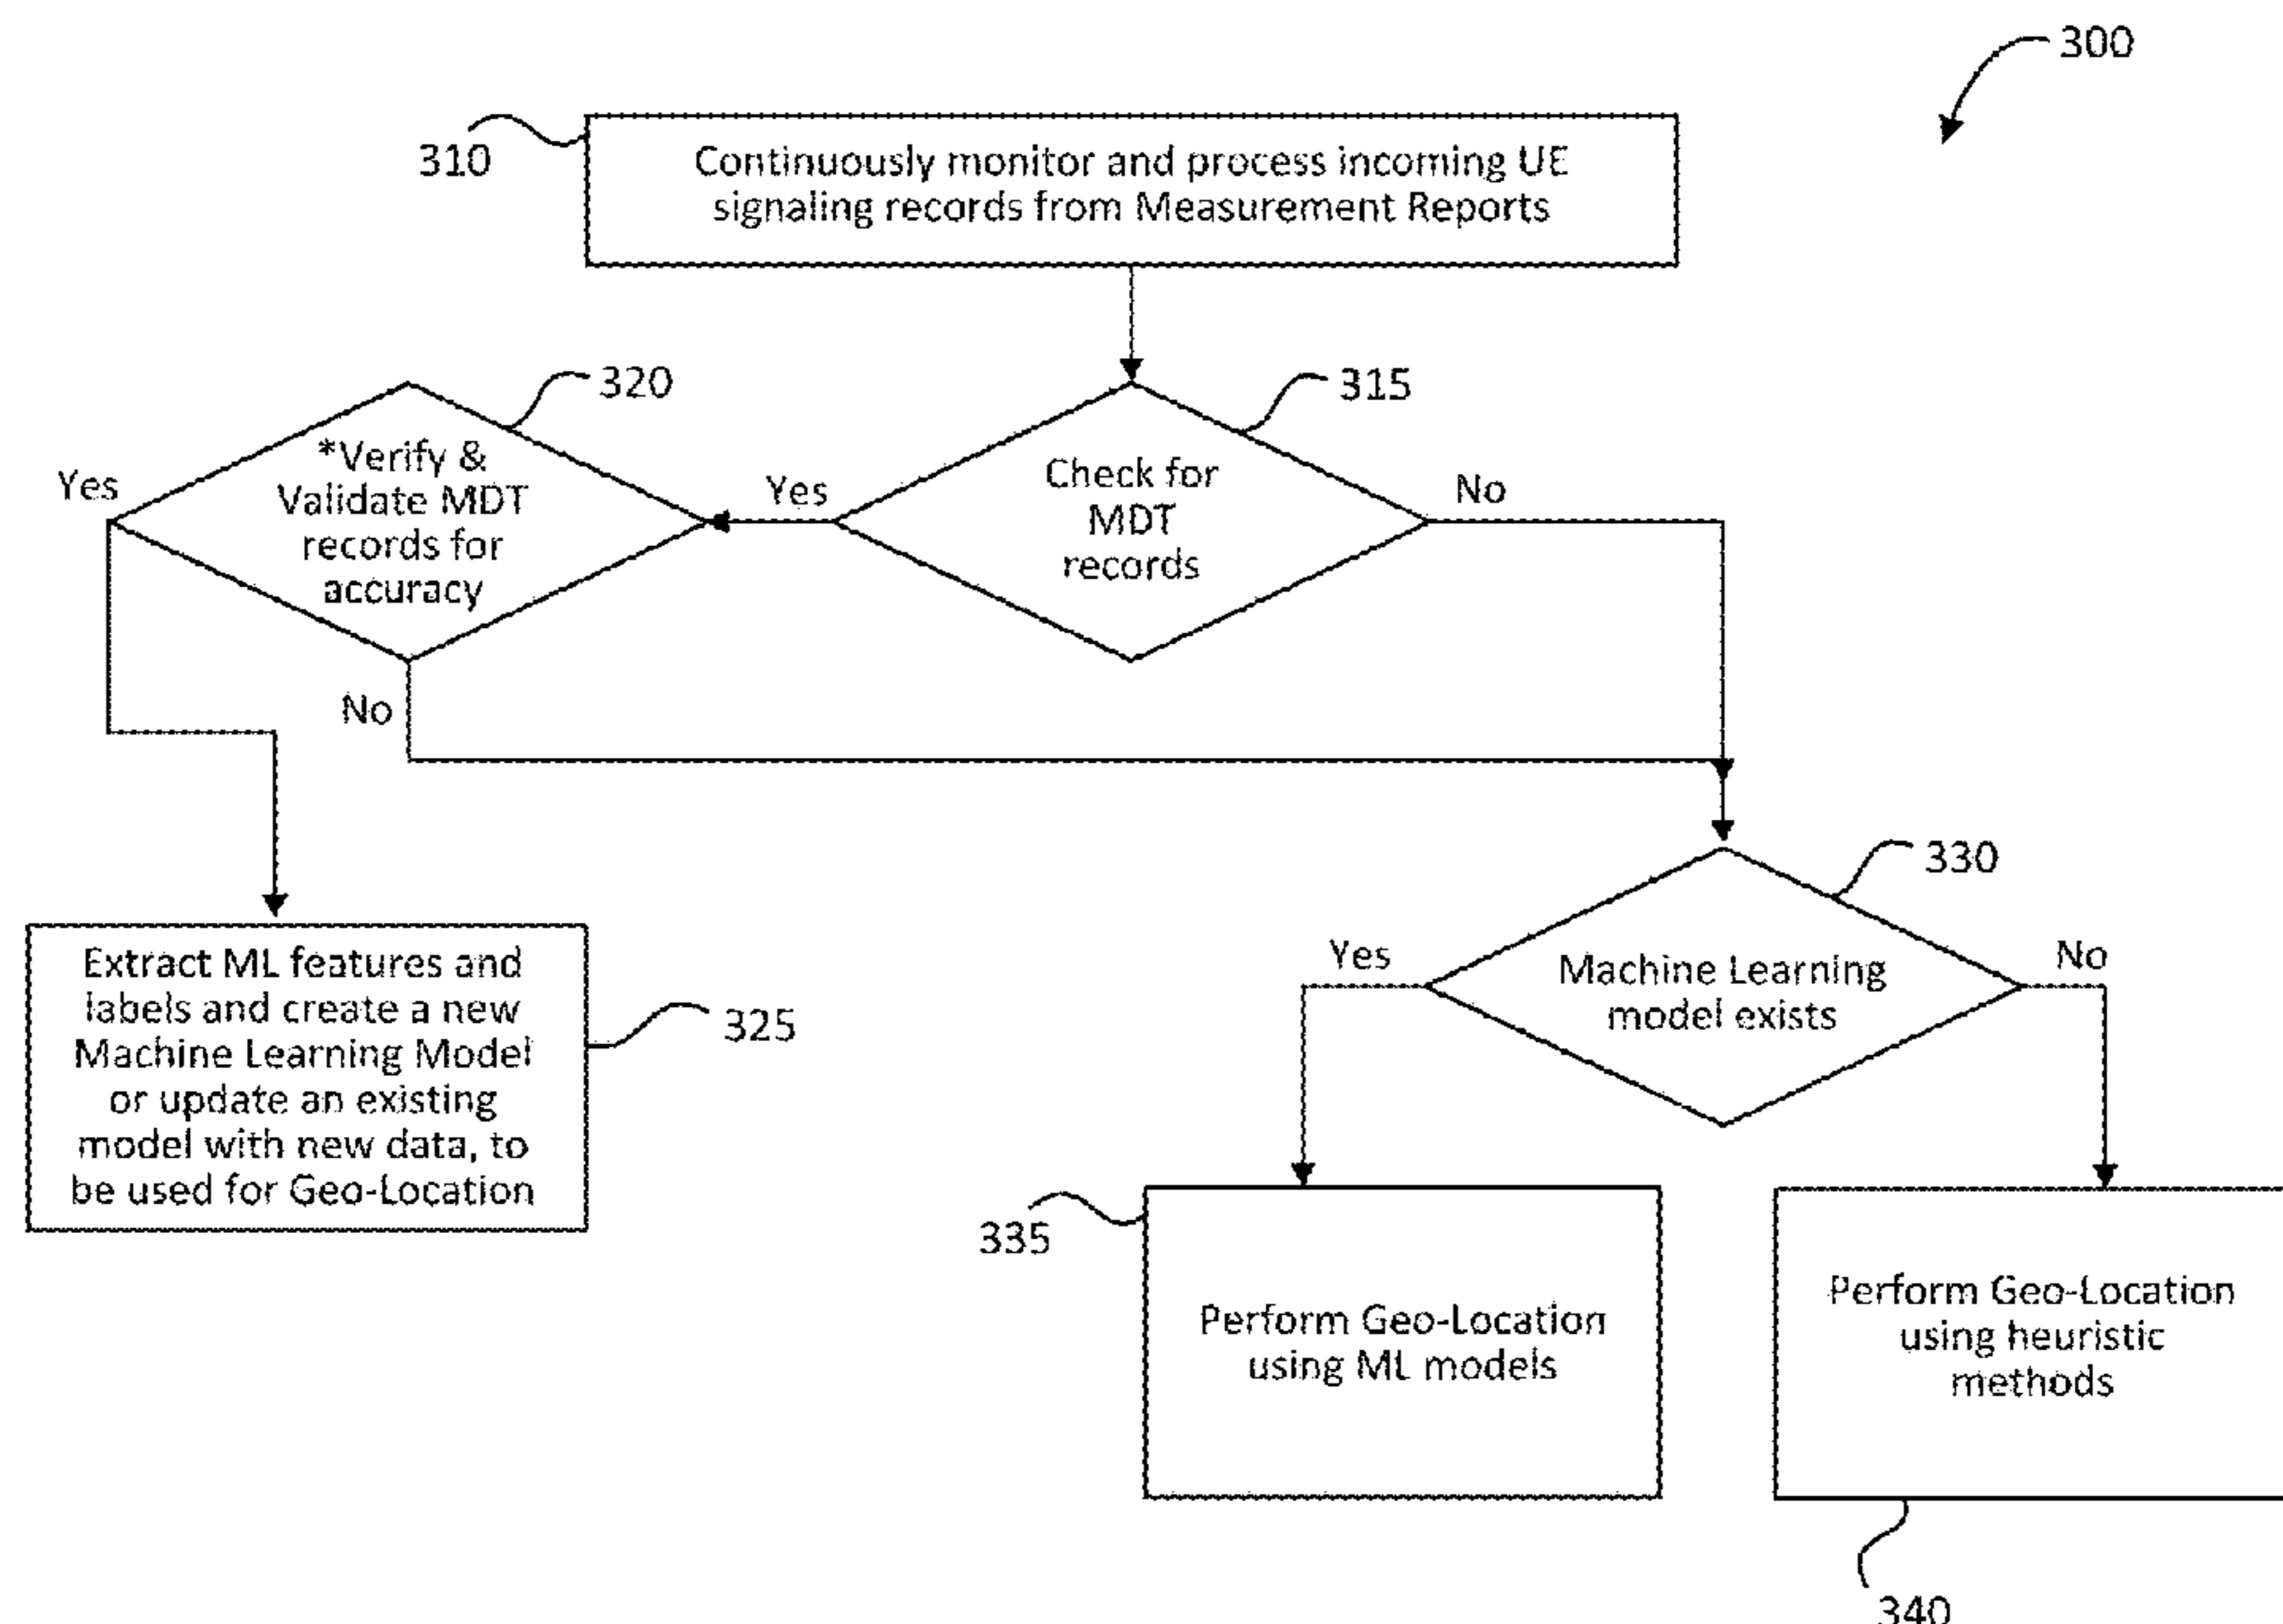 300
310
Continuously monitor and process incoming UE
signaling records from Measurement Reports
320
315
*Verify &
Validate MDT
records for
accuracy
Yes
Yes
Check for
MDT
records
No
No
330
Extract ML features and
labels and create a new
Machine Learning Model
or update an existing
model with new data, to
be used for Geo-Location
325
Yes
Machine Learning
model exists
No
335
Perform Geo-Location
using ML models
Perform Geo-Location
using heuristic
methods
340